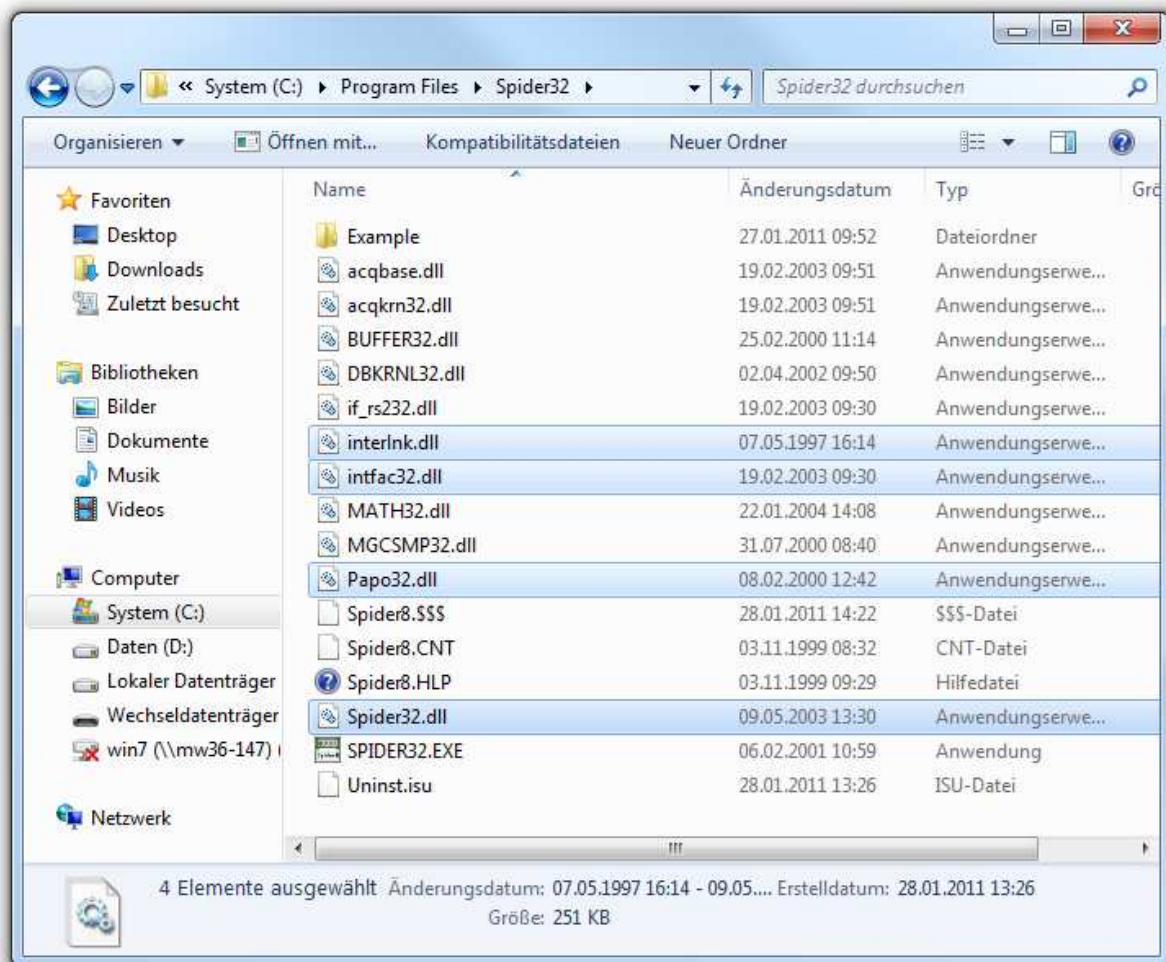 « System (C:) ▸ Program Files ▸ Spider32 ▸ Spider32 durchsuchen
Organisieren Öffnen mit... Kompatibilitätsdateien Neuer Ordner
Favoriten
Desktop
Downloads
Zuletzt besucht
Bibliotheken
Bilder
Dokumente
Musik
Videos
Computer
System (C:)
Daten (D:)
Lokaler Datenträger
Wechseldatenträger
win7 (\\mw36-147) (
Netzwerk
Name Änderungsdatum Typ Grö
Example 27.01.2011 09:52 Dateiordner
acqbase.dll 19.02.2003 09:51 Anwendungserwe...
acqkrn32.dll 19.02.2003 09:51 Anwendungserwe...
BUFFER32.dll 25.02.2000 11:14 Anwendungserwe...
DBKRNL32.dll 02.04.2002 09:50 Anwendungserwe...
if_rs232.dll 19.02.2003 09:30 Anwendungserwe...
interlnk.dll 07.05.1997 16:14 Anwendungserwe...
intfac32.dll 19.02.2003 09:30 Anwendungserwe...
MATH32.dll 22.01.2004 14:08 Anwendungserwe...
MGCSMP32.dll 31.07.2000 08:40 Anwendungserwe...
Papo32.dll 08.02.2000 12:42 Anwendungserwe...
Spider8.$$$ 28.01.2011 14:22 $$$-Datei
Spider8.CNT 03.11.1999 08:32 CNT-Datei
Spider8.HLP 03.11.1999 09:29 Hilfedatei
Spider32.dll 09.05.2003 13:30 Anwendungserwe...
SPIDER32.EXE 06.02.2001 10:59 Anwendung
Uninst.isu 28.01.2011 13:26 ISU-Datei
4 Elemente ausgewählt Änderungsdatum: 07.05.1997 16:14 - 09.05.... Erstelldatum: 28.01.2011 13:26
Größe: 251 KB